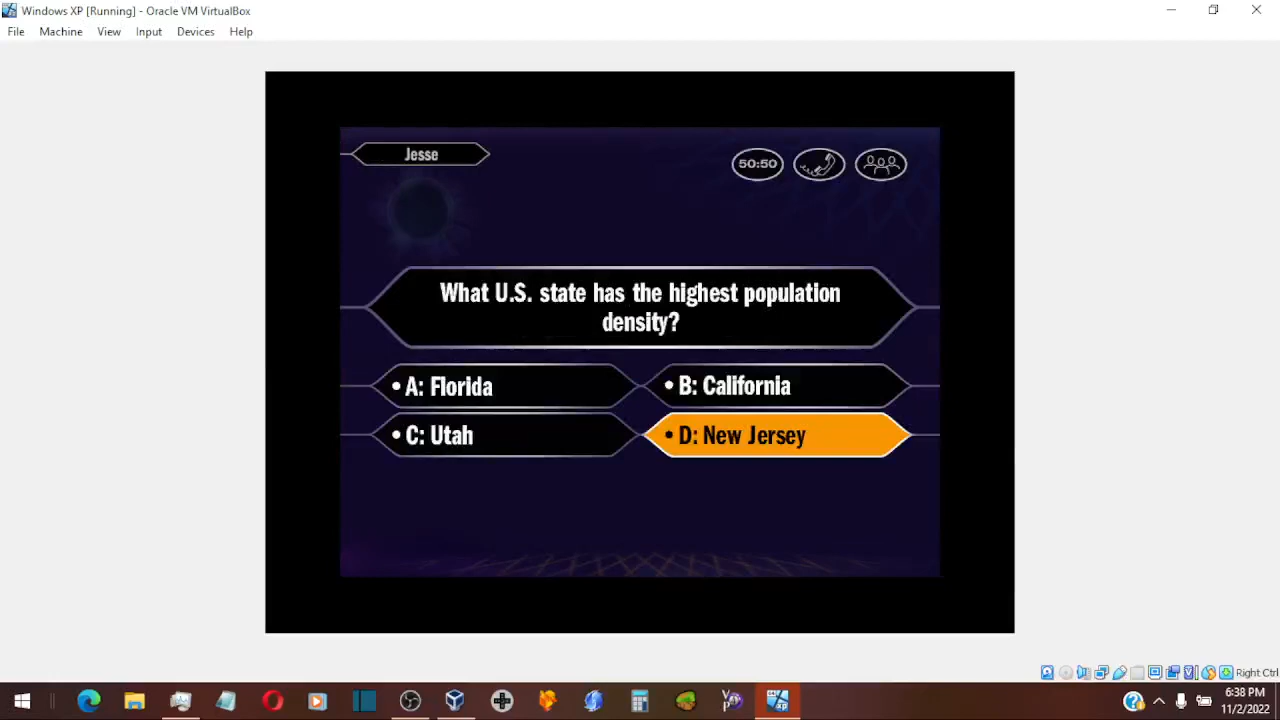 Windows XP [Running] - Oracle VM VirtualBox
File Machine View Input Devices Help
Jesse
50:50
What U.S. state has the highest population
density?
• A: Florida
• B: California
• C: Utah
• D: New Jersey
Right Ctrl
6:38 PM
11/2/2022